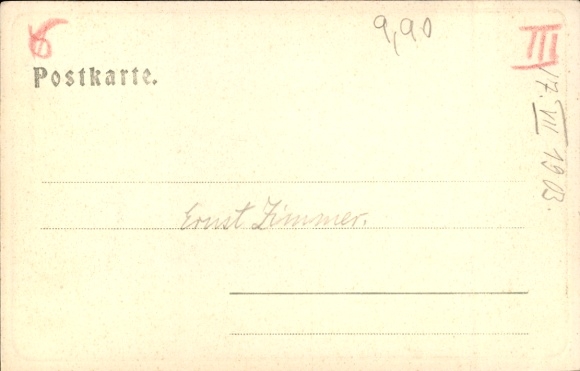 6
9,90
III
Postkarte.
17. VII 1903.
Ernst Zimmer.